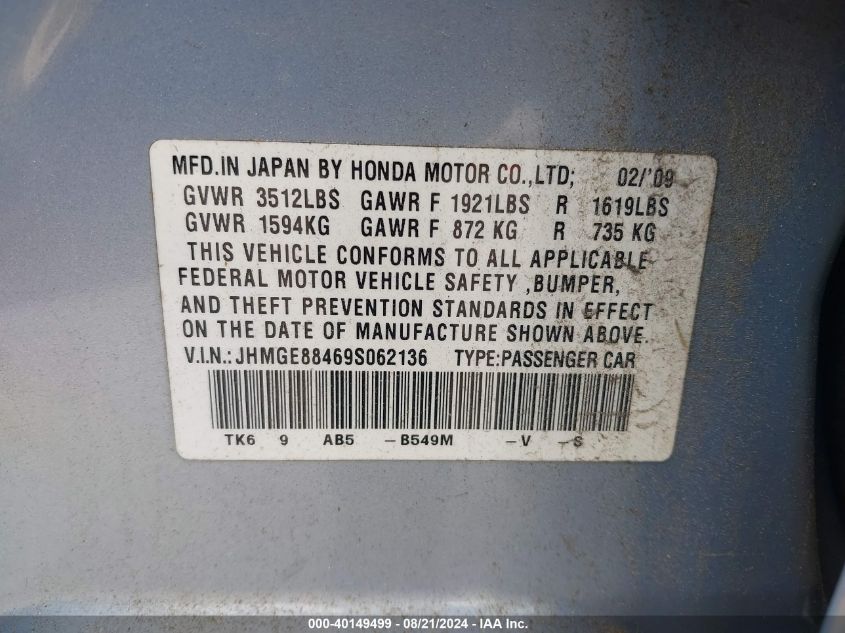 MFD.IN JAPAN BY HONDA MOTOR CO.,LTD; 02/'09
GVWR 3512LBS GAWR F 1921LBS R 1619LBS
GVWR 1594KG GAWR F 872 KG R 735 KG
THIS VEHICLE CONFORMS TO ALL APPLICABLE
FEDERAL MOTOR VEHICLE SAFETY ,BUMPER,
AND THEFT PREVENTION STANDARDS IN EFFECT
ON THE DATE OF MANUFACTURE SHOWN ABOVE.
V.I.N.:JHMGE88469S062136 TYPE:PASSENGER CAR
TK6 9 AB5 -B549M -V -S
000-40149499 - 08/21/2024 - IAA Inc.